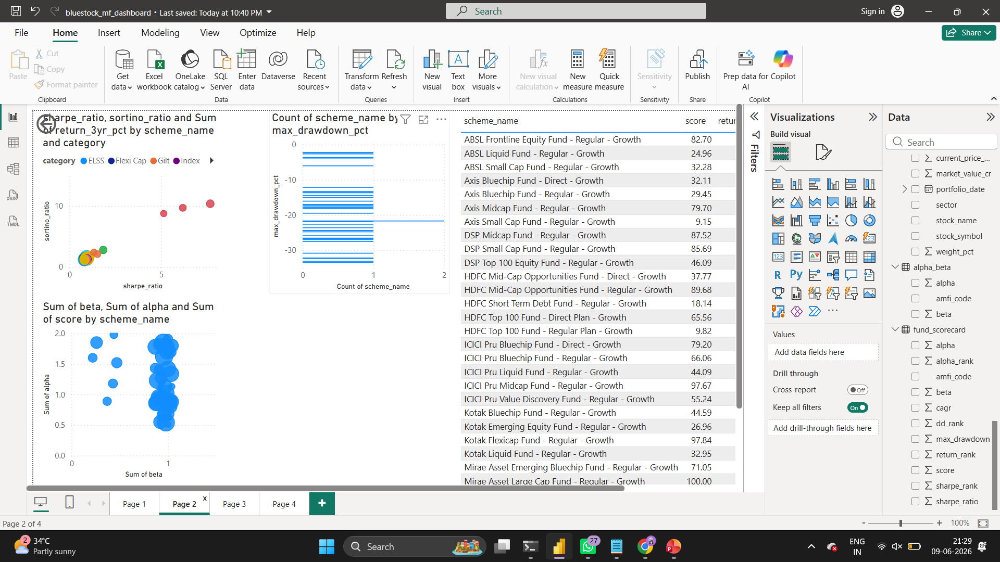 bluestock_mf_dashboard • Last saved: Today at 10:40 PM
Search
Sign in
File
Home
Insert
Modeling
View
Optimize
Help
Share
Paste
Cut
Copy
Format painter
Clipboard
Get data
Excel workbook
OneLake catalog
SQL Server
Enter data
Dataverse
Recent sources
Data
Transform data
Refresh
Queries
New visual
Text box
More visuals
Insert
New visual calculation
New measure
Quick measure
Calculations
Sensitivity
Sensitivity
Publish
Share
Prep data for AI
Copilot
Copilot
sharpe_ratio, sortino_ratio and Sum
of return_3yr_pct by scheme_name
and category
category ELSS Flexi Cap Gilt Index
sortino_ratio
10
0
0 5
sharpe_ratio
Count of scheme_name by
max_drawdown_pct
max_drawdown_pct
0
-10
-20
-30
0 1 2
Count of scheme_name
Sum of beta, Sum of alpha and Sum
of score by scheme_name
Sum of alpha
2.0
1.5
1.0
0.5
0.0
0 1
Sum of beta
scheme_name score retur
ABSL Frontline Equity Fund - Regular - Growth 82.70
ABSL Liquid Fund - Regular - Growth 24.96
ABSL Small Cap Fund - Regular - Growth 32.28
Axis Bluechip Fund - Direct - Growth 32.11
Axis Bluechip Fund - Regular - Growth 29.45
Axis Midcap Fund - Regular - Growth 79.70
Axis Small Cap Fund - Regular - Growth 9.15
DSP Midcap Fund - Regular - Growth 87.52
DSP Small Cap Fund - Regular - Growth 85.69
DSP Top 100 Equity Fund - Regular - Growth 46.09
HDFC Mid-Cap Opportunities Fund - Direct - Growth 37.77
HDFC Mid-Cap Opportunities Fund - Regular - Growth 89.68
HDFC Short Term Debt Fund - Regular - Growth 18.14
HDFC Top 100 Fund - Direct Plan - Growth 65.56
HDFC Top 100 Fund - Regular Plan - Growth 9.82
ICICI Pru Bluechip Fund - Direct - Growth 79.20
ICICI Pru Bluechip Fund - Regular - Growth 66.06
ICICI Pru Liquid Fund - Regular - Growth 44.09
ICICI Pru Midcap Fund - Regular - Growth 97.67
ICICI Pru Value Discovery Fund - Regular - Growth 55.24
Kotak Bluechip Fund - Regular - Growth 44.59
Kotak Emerging Equity Fund - Regular - Growth 26.96
Kotak Flexicap Fund - Regular - Growth 97.84
Kotak Liquid Fund - Regular - Growth 32.95
Mirae Asset Emerging Bluechip Fund - Regular - Growth 71.05
Mirae Asset Large Cap Fund - Regular - Growth 100.00
Filters
Visualizations
Build visual
Values
Add data fields here
Drill through
Cross-report Off
Keep all filters On
Add drill-through fields here
Data
Search
current_price_...
market_value_cr
portfolio_date
sector
stock_name
stock_symbol
weight_pct
alpha_beta
alpha
amfi_code
beta
fund_scorecard
alpha
alpha_rank
amfi_code
beta
cagr
dd_rank
max_drawdown
return_rank
score
sharpe_rank
sharpe_ratio
DAX
TMDL
Page 1
Page 2 x
Page 3
Page 4
+
Page 2 of 4
- + 100%
2
34°C
Partly sunny
Search
27
ENG
IN
21:29
09-06-2026